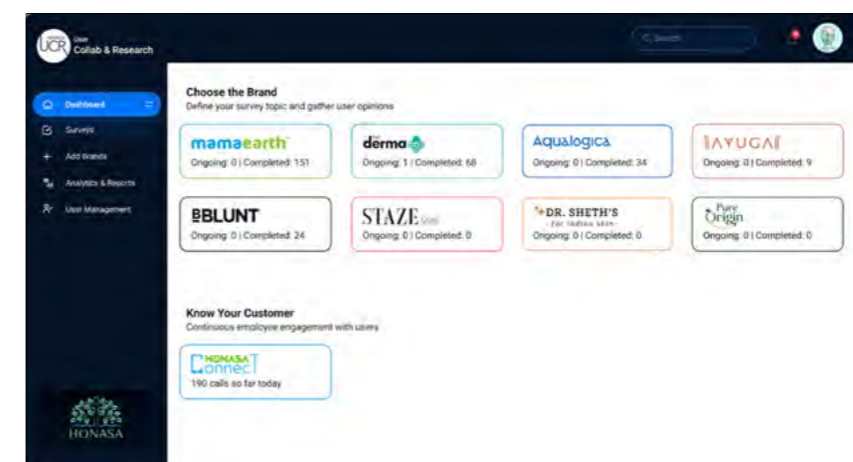 UCR
User
Collab & Research
Search
Dashboard
Surveys
Add Brands
Analytics & Reports
User Management
HONASA
Choose the Brand
Define your survey topic and gather user opinions
mamaearth
Ongoing: 0 | Completed: 151
derma
Ongoing: 1 | Completed: 68
Aqualogica
Ongoing: 0 | Completed: 34
AYUGA
Ongoing: 0 | Completed: 9
BBLUNT
Ongoing: 0 | Completed: 24
STAZE
Ongoing: 0 | Completed: 0
DR. SHETH'S
- for Indian skin -
Ongoing: 0 | Completed: 0
Pure
Origin
Ongoing: 0 | Completed: 0
Know Your Customer
Continuous employee engagement with users
HONASA
Connect
190 calls so far today